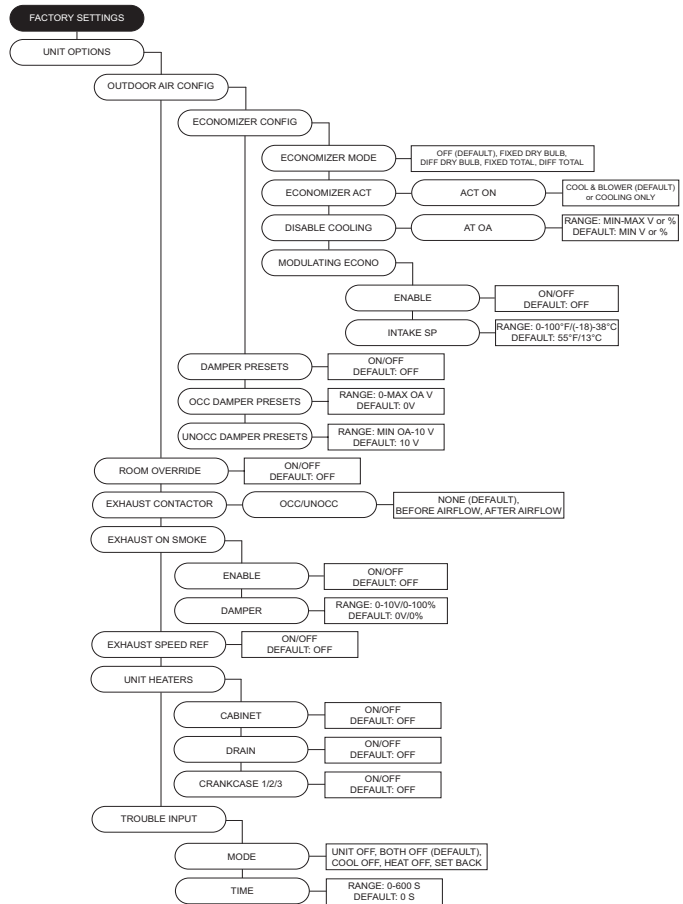 FACTORY SETTINGS
UNIT OPTIONS
OUTDOOR AIR CONFIG
ECONOMIZER CONFIG
ECONOMIZER MODE
OFF (DEFAULT), FIXED DRY BULB,
DIFF DRY BULB, FIXED TOTAL, DIFF TOTAL
ECONOMIZER ACT
ACT ON
COOL & BLOWER (DEFAULT)
or COOLING ONLY
DISABLE COOLING
AT OA
RANGE: MIN-MAX V or %
DEFAULT: MIN V or %
MODULATING ECONO
ENABLE
ON/OFF
DEFAULT: OFF
INTAKE SP
RANGE: 0-100°F/(-18)-38°C
DEFAULT: 55°F/13°C
DAMPER PRESETS
ON/OFF
DEFAULT: OFF
OCC DAMPER PRESETS
RANGE: 0-MAX OA V
DEFAULT: 0V
UNOCC DAMPER PRESETS
RANGE: MIN OA-10 V
DEFAULT: 10 V
ROOM OVERRIDE
ON/OFF
DEFAULT: OFF
EXHAUST CONTACTOR
OCC/UNOCC
NONE (DEFAULT),
BEFORE AIRFLOW, AFTER AIRFLOW
EXHAUST ON SMOKE
ENABLE
ON/OFF
DEFAULT: OFF
DAMPER
RANGE: 0-10V/0-100%
DEFAULT: 0V/0%
EXHAUST SPEED REF
ON/OFF
DEFAULT: OFF
UNIT HEATERS
CABINET
ON/OFF
DEFAULT: OFF
DRAIN
ON/OFF
DEFAULT: OFF
CRANKCASE 1/2/3
ON/OFF
DEFAULT: OFF
TROUBLE INPUT
MODE
UNIT OFF, BOTH OFF (DEFAULT),
COOL OFF, HEAT OFF, SET BACK
TIME
RANGE: 0-600 S
DEFAULT: 0 S